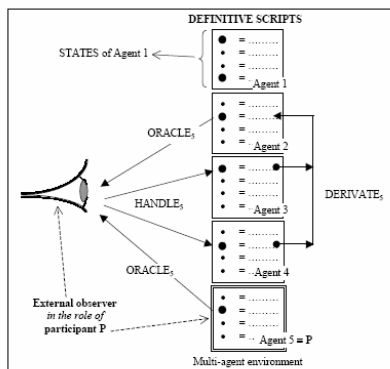 DEFINITIVE SCRIPTS
STATES of Agent 1
= .........
= .........
= .........
= ...
Agent 1
= .........
= .........
= .........
= ...
Agent 2
ORACLE₅
= .........
= .........
= .........
= ...
Agent 3
HANDLE₅
DERIVATE₅
= .........
= .........
= .........
= ...
Agent 4
ORACLE₅
External observer
in the role of
participant P
= .........
= .........
= .........
= ...
Agent 5 = P
Multi-agent environment